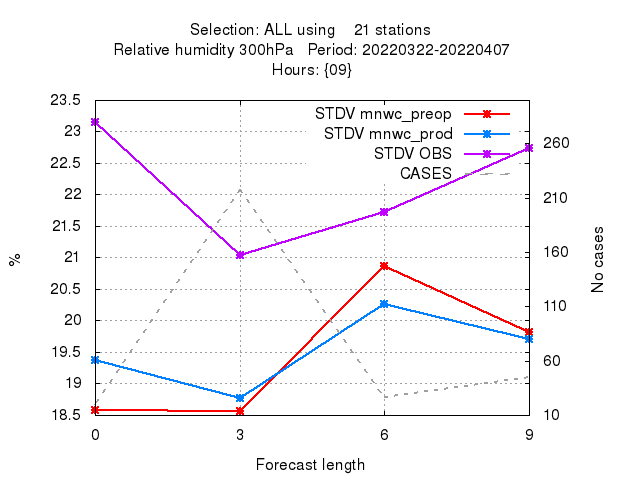 Selection: ALL using    21 stations
Relative humidity 300hPa   Period: 20220322-20220407
Hours: {09}
STDV mnwc_preop
STDV mnwc_prod
STDV OBS
CASES
23.5
23
22.5
22
21.5
21
20.5
20
19.5
19
18.5
%
260
210
160
110
60
10
No cases
0 3 6 9
Forecast length